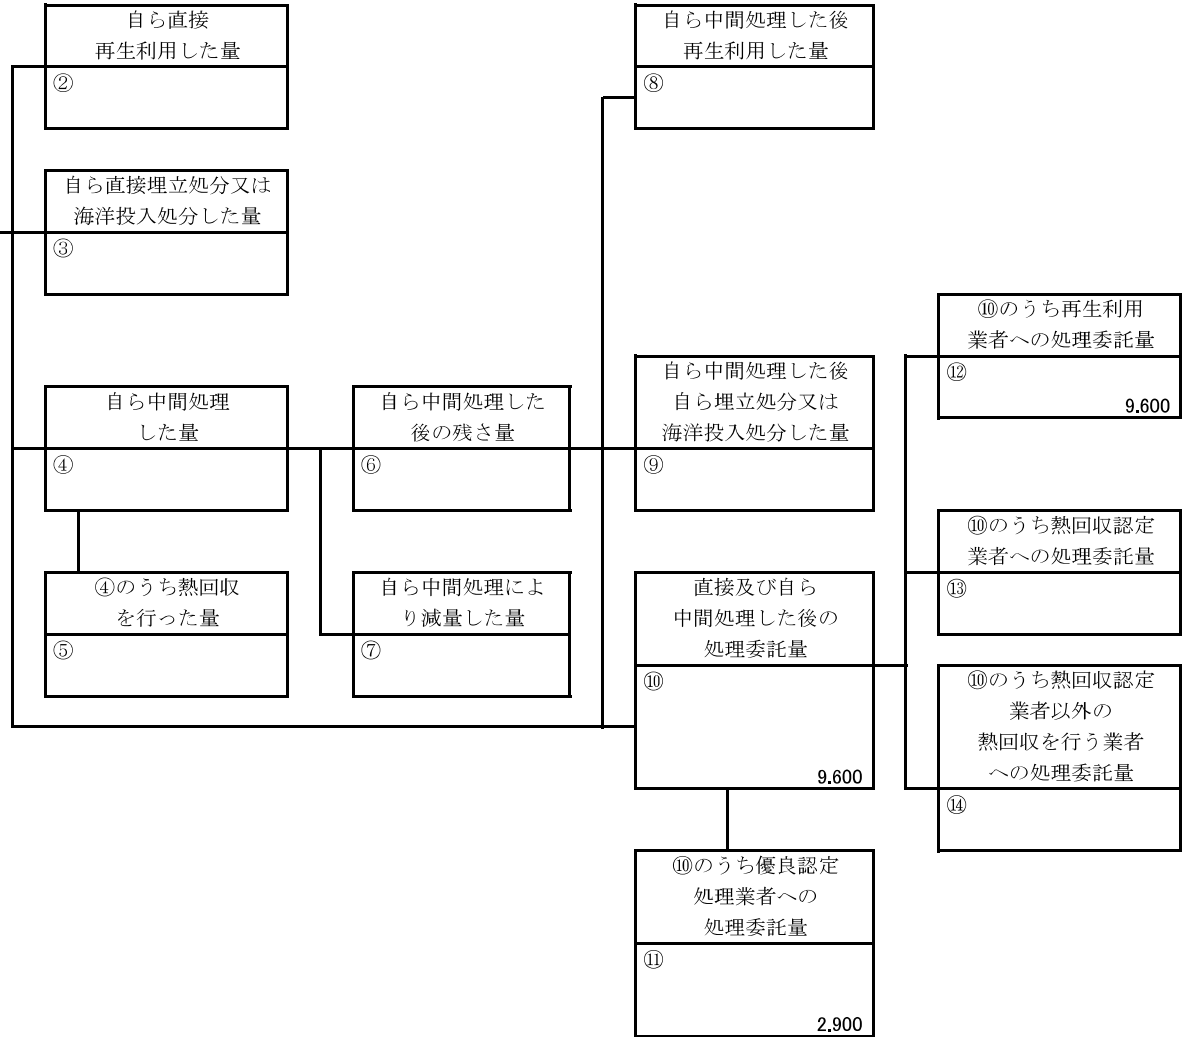 自ら直接
再生利用した量
②
自ら直接埋立処分又は
海洋投入処分した量
③
自ら中間処理
した量
④
④のうち熱回収
を行った量
⑤
自ら中間処理した
後の残さ量
⑥
自ら中間処理によ
り減量した量
⑦
自ら中間処理した後
再生利用した量
⑧
自ら中間処理した後
自ら埋立処分又は
海洋投入処分した量
⑨
直接及び自ら
中間処理した後の
処理委託量
⑩
9.600
⑩のうち優良認定
処理業者への
処理委託量
⑪
2.900
⑩のうち再生利用
業者への処理委託量
⑫
9.600
⑩のうち熱回収認定
業者への処理委託量
⑬
⑩のうち熱回収認定
業者以外の
熱回収を行う業者
への処理委託量
⑭